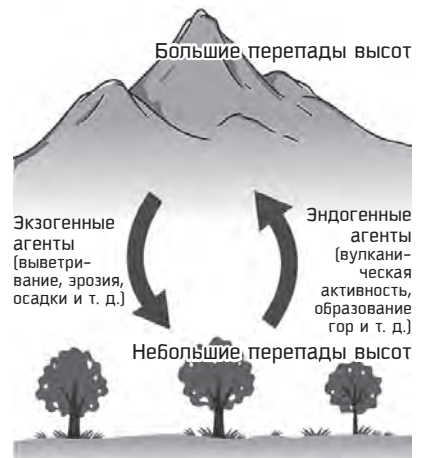 Большие перепады высот
Экзогенные
агенты
(выветри-
вание, эрозия,
осадки и т. д.)
Эндогенные
агенты
(вулкани-
ческая
активность,
образование
гор и т. д.)
Небольшие перепады высот